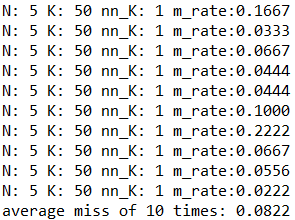 N: 5 K: 50 nn_K: 1 m_rate:0.1667
N: 5 K: 50 nn_K: 1 m_rate:0.0333
N: 5 K: 50 nn_K: 1 m_rate:0.0667
N: 5 K: 50 nn_K: 1 m_rate:0.0444
N: 5 K: 50 nn_K: 1 m_rate:0.0444
N: 5 K: 50 nn_K: 1 m_rate:0.1000
N: 5 K: 50 nn_K: 1 m_rate:0.2222
N: 5 K: 50 nn_K: 1 m_rate:0.0667
N: 5 K: 50 nn_K: 1 m_rate:0.0556
N: 5 K: 50 nn_K: 1 m_rate:0.0222
average miss of 10 times: 0.0822